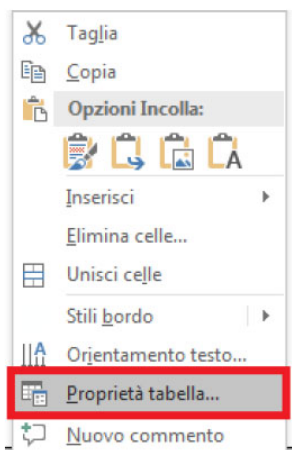 Taglia
Copia
Opzioni Incolla:
Inserisci
Elimina celle...
Unisci celle
Stili bordo
Orientamento testo...
Proprietà tabella...
Nuovo commento